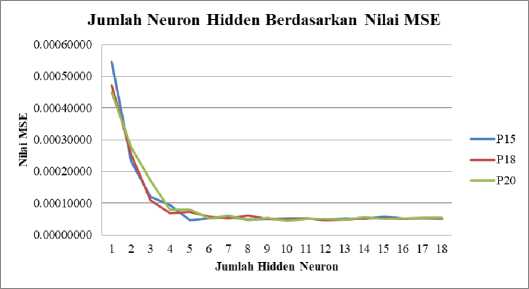 Jumlah Neuron Hidden Berdasarkan Nilai MSE
0.00060000
0.00050000
0.00040000
0.00030000
0.00020000
0.00010000
0.00000000
Nilai MSE
1 2 3 4 5 6 7 8 9 10 11 12 13 14 15 16 17 18
Jumlah Hidden Neuron
P15
P18
P20